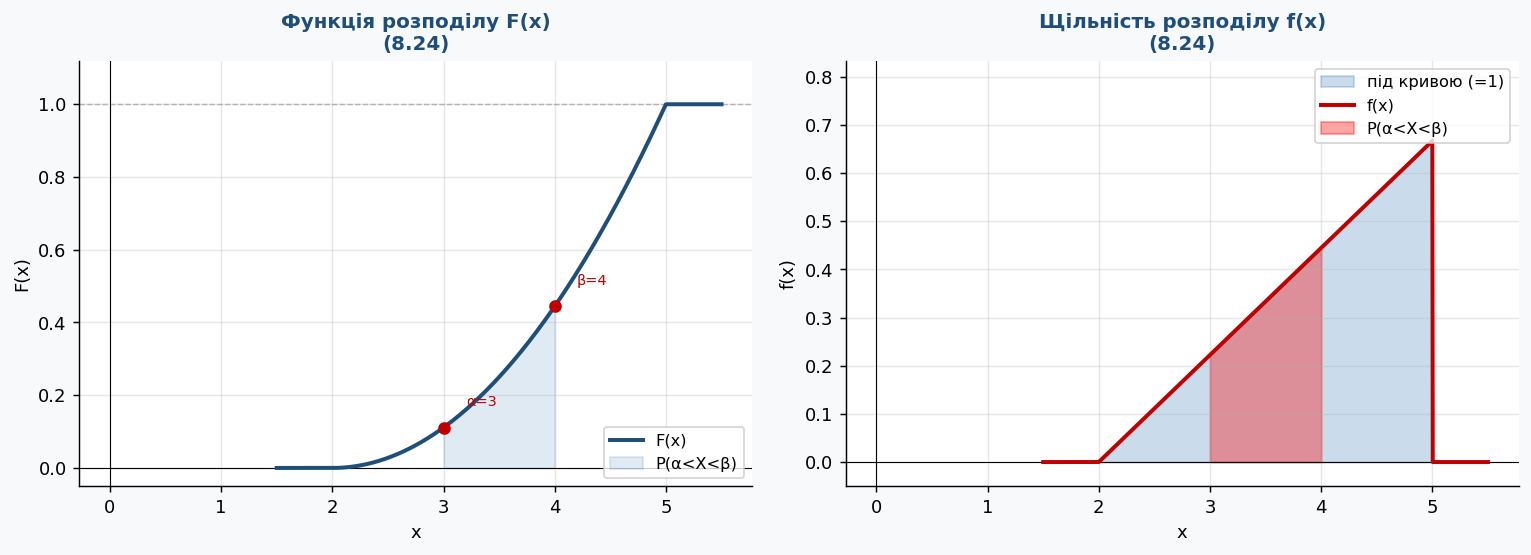 Функція розподілу F(x)
(8.24)
F(x)
1.0
0.8
0.6
0.4
0.2
0.0
β=4
α=3
F(x)
P(α<X<β)
0 1 2 3 4 5
x
Щільність розподілу f(x)
(8.24)
f(x)
0.8
0.7
0.6
0.5
0.4
0.3
0.2
0.1
0.0
під кривою (=1)
f(x)
P(α<X<β)
0 1 2 3 4 5
x